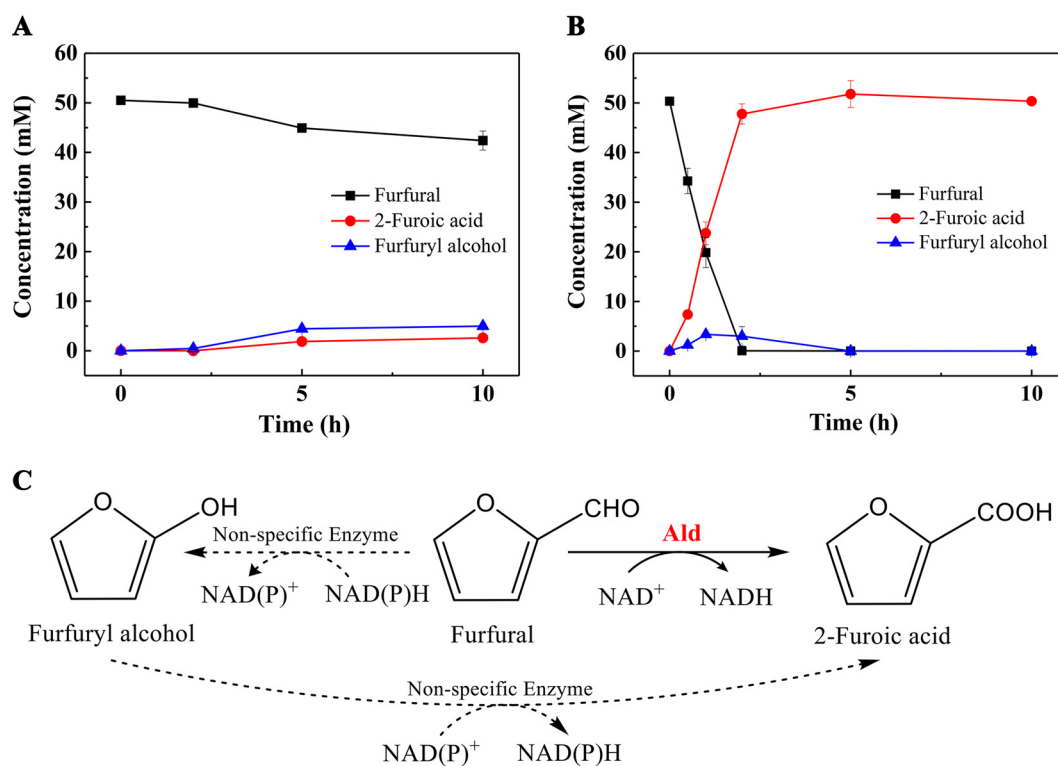 A
Concentration (mM)
60
50
40
30
20
10
0
Furfural
2-Furoic acid
Furfuryl alcohol
0
5
10
Time (h)
B
Concentration (mM)
60
50
40
30
20
10
0
Furfural
2-Furoic acid
Furfuryl alcohol
0
5
10
Time (h)
C
O
OH
Furfuryl alcohol
Non-specific Enzyme
NAD(P)⁺
NAD(P)H
O
CHO
Furfural
Ald
NAD⁺
NADH
O
COOH
2-Furoic acid
Non-specific Enzyme
NAD(P)⁺
NAD(P)H